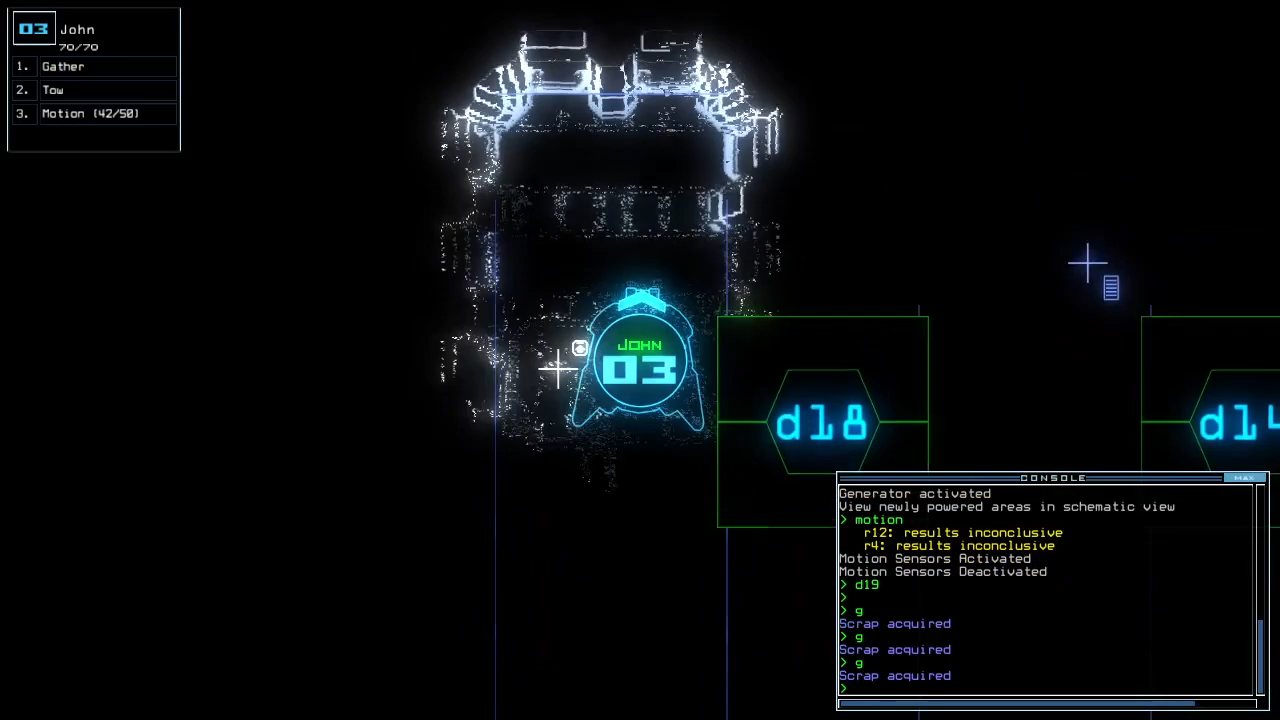 03 John
70/70
1. Gather
2. Tow
3. Motion (42/50)
JOHN
03
d18
d14
CONSOLE
MAX
Generator activated
View newly powered areas in schematic view
> motion
r12: results inconclusive
r4: results inconclusive
Motion Sensors Activated
Motion Sensors Deactivated
> d19
>
> g
Scrap acquired
> g
Scrap acquired
> g
Scrap acquired
>